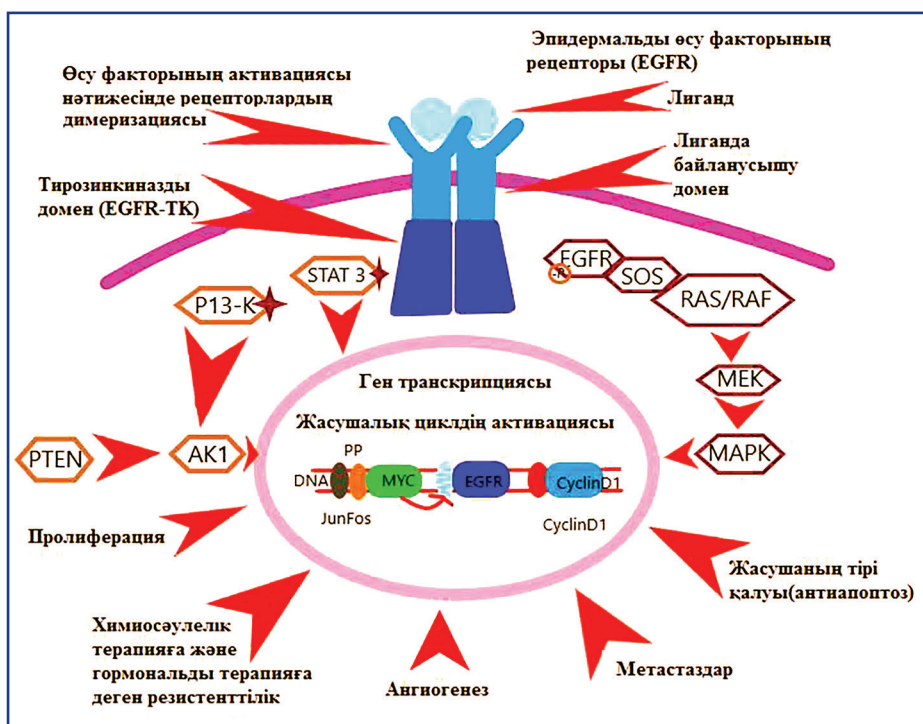 Эпидермальды өсу факторының
рецепторы (EGFR)
Өсу факторының активациясы
нәтижесінде рецепторлардың
димеризациясы
Лиганд
Лиганда
байланусышу
домен
Тирозинкиназды
домен (EGFR-TK)
STAT 3
P13-K
EGFR
-R
SOS
RAS/RAF
MEK
MAPK
PTEN
AK1
Ген транскрипциясы
Жасушалық циклдің активациясы
PP
DNA
MYC
EGFR
CyclinD1
JunFos
CyclinD1
Пролиферация
Жасушаның тірі
қалуы(антиапоптоз)
Химиосәулелік
терапияға және
гормональды терапияға
деген резистенттілік
Ангиогенез
Метастаздар